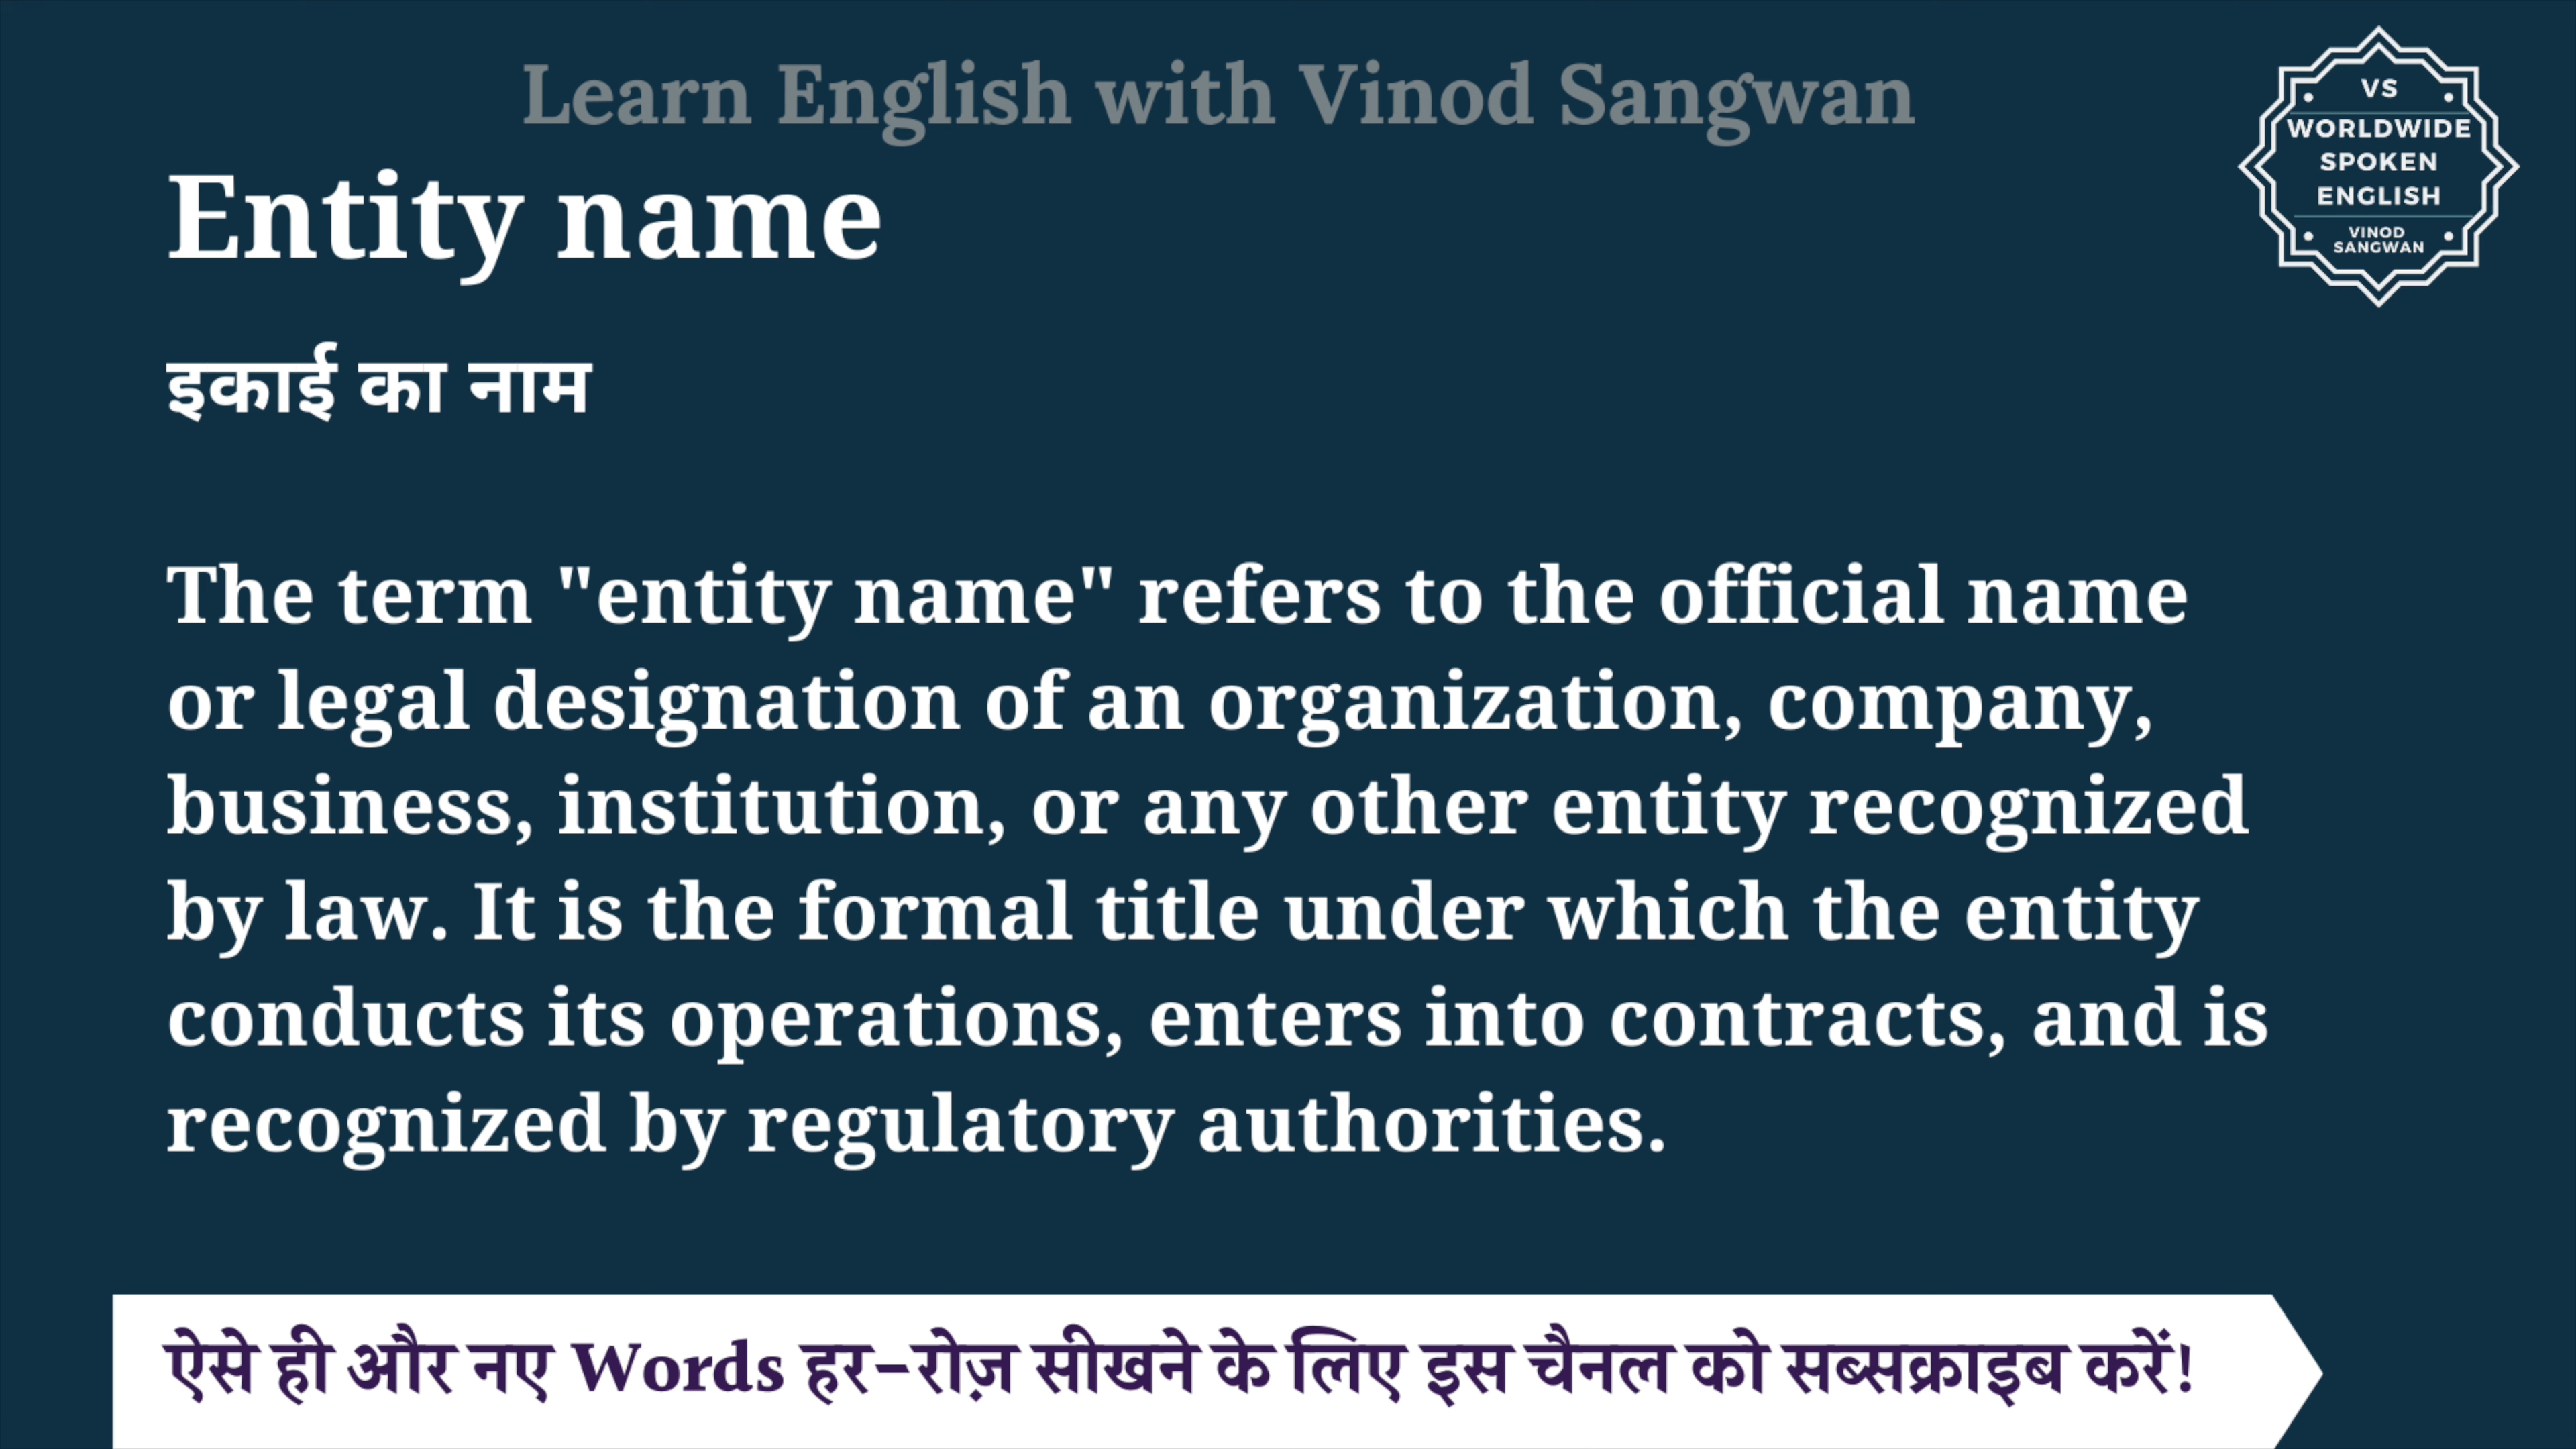 Learn English with Vinod Sangwan
VS
WORLDWIDE
SPOKEN
ENGLISH
VINOD
SANGWAN
Entity name
इकाई का नाम
The term "entity name" refers to the official name
or legal designation of an organization, company,
business, institution, or any other entity recognized
by law. It is the formal title under which the entity
conducts its operations, enters into contracts, and is
recognized by regulatory authorities.
ऐसे ही और नए Words हर-रोज़ सीखने के लिए इस चैनल को सब्सक्राइब करें!